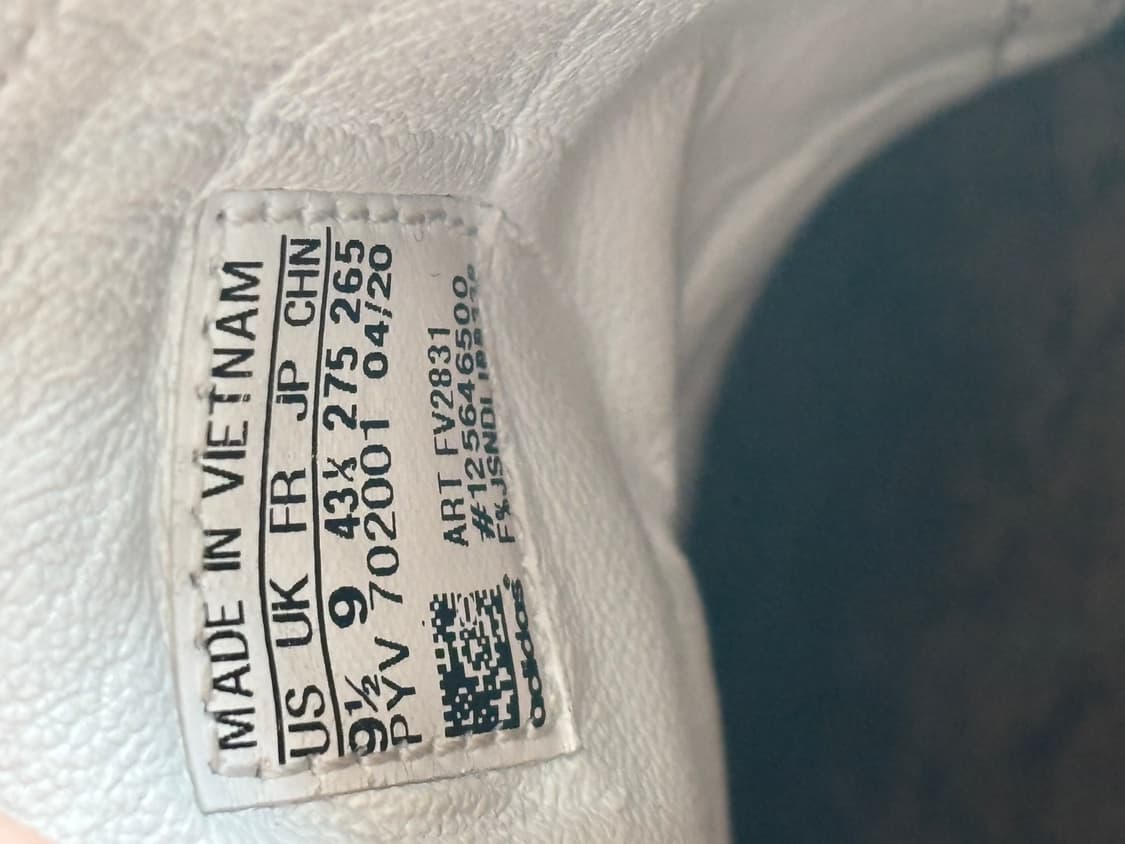 MADE IN VIETNAM
US UK FR JP CHN
9½ 9 43⅓ 275 265
PYV 702001 04/20
ART FV2831
#125646500
adidas